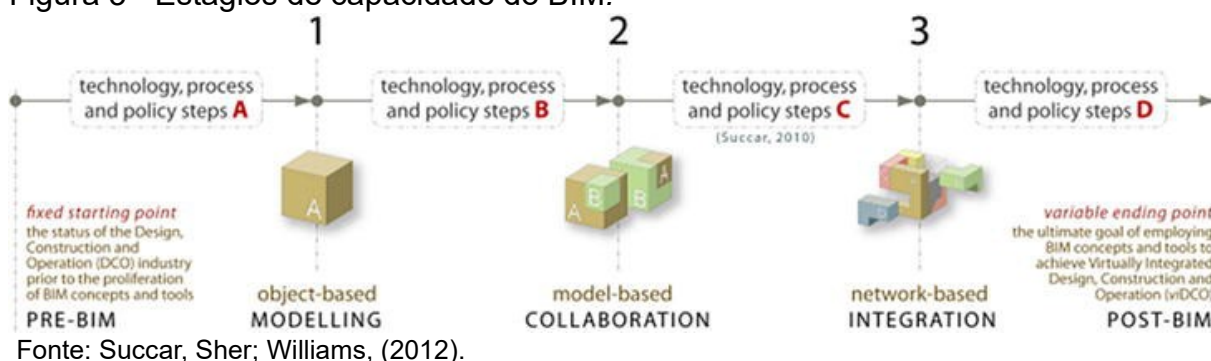 Figura 3 - Estágios de capacidade do BIM.
1
2
3
technology, process
and policy steps A
technology, process
and policy steps B
technology, process
and policy steps C
(Succar, 2010)
technology, process
and policy steps D
A
A
B
B
A
fixed starting point
the status of the Design,
Construction and
Operation (DCO) industry
prior to the proliferation
of BIM concepts and tools
PRE-BIM
object-based
MODELLING
model-based
COLLABORATION
network-based
INTEGRATION
variable ending point
the ultimate goal of employing
BIM concepts and tools to
achieve Virtually Integrated
Design, Construction and
Operation (viDCO)
POST-BIM
Fonte: Succar, Sher; Williams, (2012).